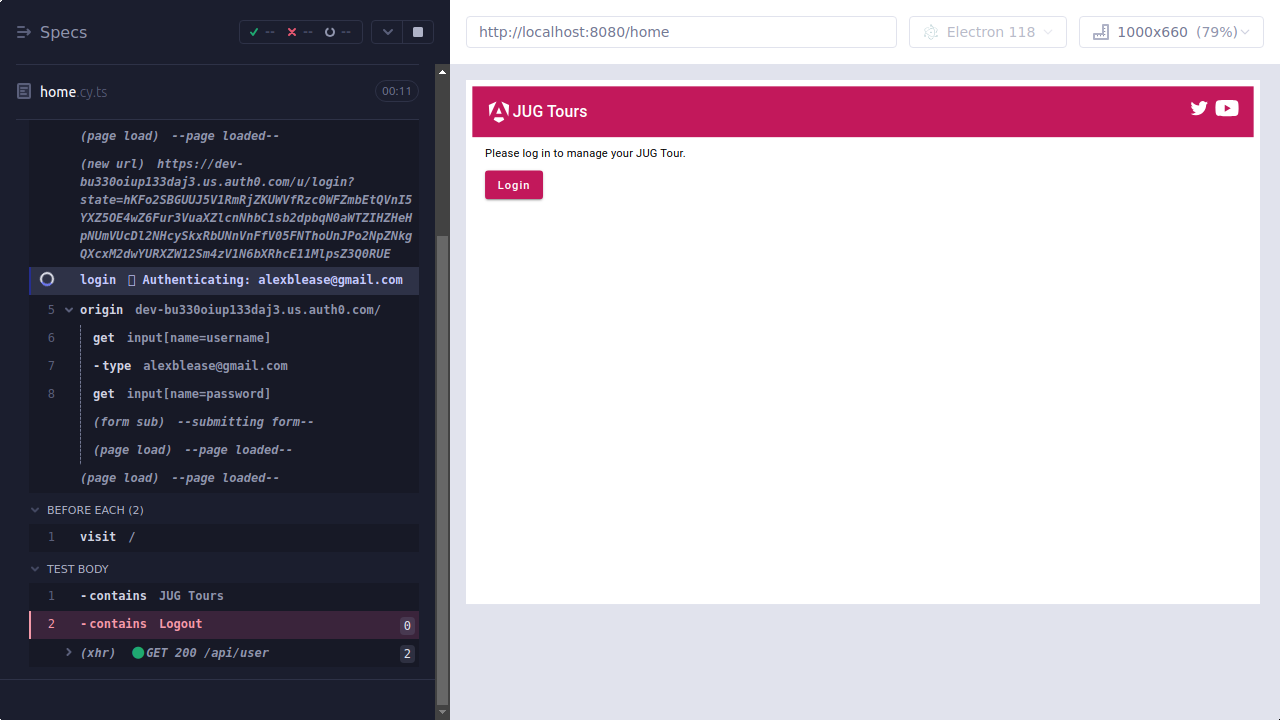 Specs
-- -- --
home.cy.ts
00:11
(page load) --page loaded--
(new url) https://dev-
bu330oiup133daj3.us.auth0.com/u/login?
state=hKFo2SBGUUJ5V1RmRjZKUWVfRzc0WFZmbEtQVnI5
YXZ5OE4wZ6Fur3VuaXZlcnNhbC1sb2dpbqN0aWTZIHZHeH
pNUmVUcDl2NHcySkxRbUNnVnFfV05FNThoUnJPo2NpZNkg
QXcxM2dwYURXZW12Sm4zV1N6bXRhcE11MlpsZ3Q0RUE
login Authenticating: alexblease@gmail.com
5 origin dev-bu330oiup133daj3.us.auth0.com/
6 get input[name=username]
7 -type alexblease@gmail.com
8 get input[name=password]
(form sub) --submitting form--
(page load) --page loaded--
(page load) --page loaded--
BEFORE EACH (2)
1 visit /
TEST BODY
1 -contains JUG Tours
2 -contains Logout 0
(xhr) GET 200 /api/user 2
http://localhost:8080/home
Electron 118
1000x660 (79%)
JUG Tours
Please log in to manage your JUG Tour.
Login